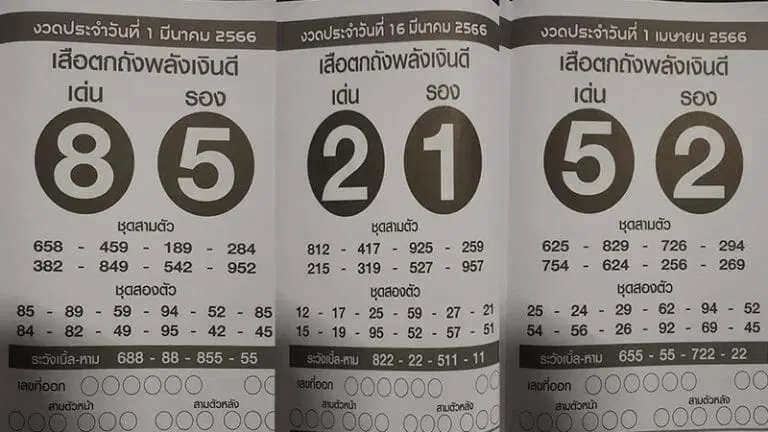 งวดประจำวันที่ 1 มีนาคม 2566
เสือตกถังพลังเงินดี
เด่น รอง
8 5
ชุดสามตัว
658 - 459 - 189 - 284
382 - 849 - 542 - 952
ชุดสองตัว
85 - 89 - 59 - 94 - 52 - 85
84 - 82 - 49 - 95 - 42 - 45
ระวังเบิ้ล-หาม 688 - 88 - 855 - 55
เลขที่ออก
สามตัวหน้า สามตัวหลัง
งวดประจำวันที่ 16 มีนาคม 2566
เสือตกถังพลังเงินดี
เด่น รอง
2 1
ชุดสามตัว
812 - 417 - 925 - 259
215 - 319 - 527 - 957
ชุดสองตัว
12 - 17 - 25 - 59 - 27 - 21
15 - 19 - 95 - 52 - 57 - 51
ระวังเบิ้ล-หาม 822 - 22 - 511 - 11
เลขที่ออก
สามตัวหน้า สามตัวหลัง
งวดประจำวันที่ 1 เมษายน 2566
เสือตกถังพลังเงินดี
เด่น รอง
5 2
ชุดสามตัว
625 - 829 - 726 - 294
754 - 624 - 256 - 269
ชุดสองตัว
25 - 24 - 29 - 62 - 94 - 52
54 - 56 - 26 - 92 - 69 - 45
ระวังเบิ้ล-หาม 655 - 55 - 722 - 22
เลขที่ออก
สามตัวหน้า สามตัวหลัง